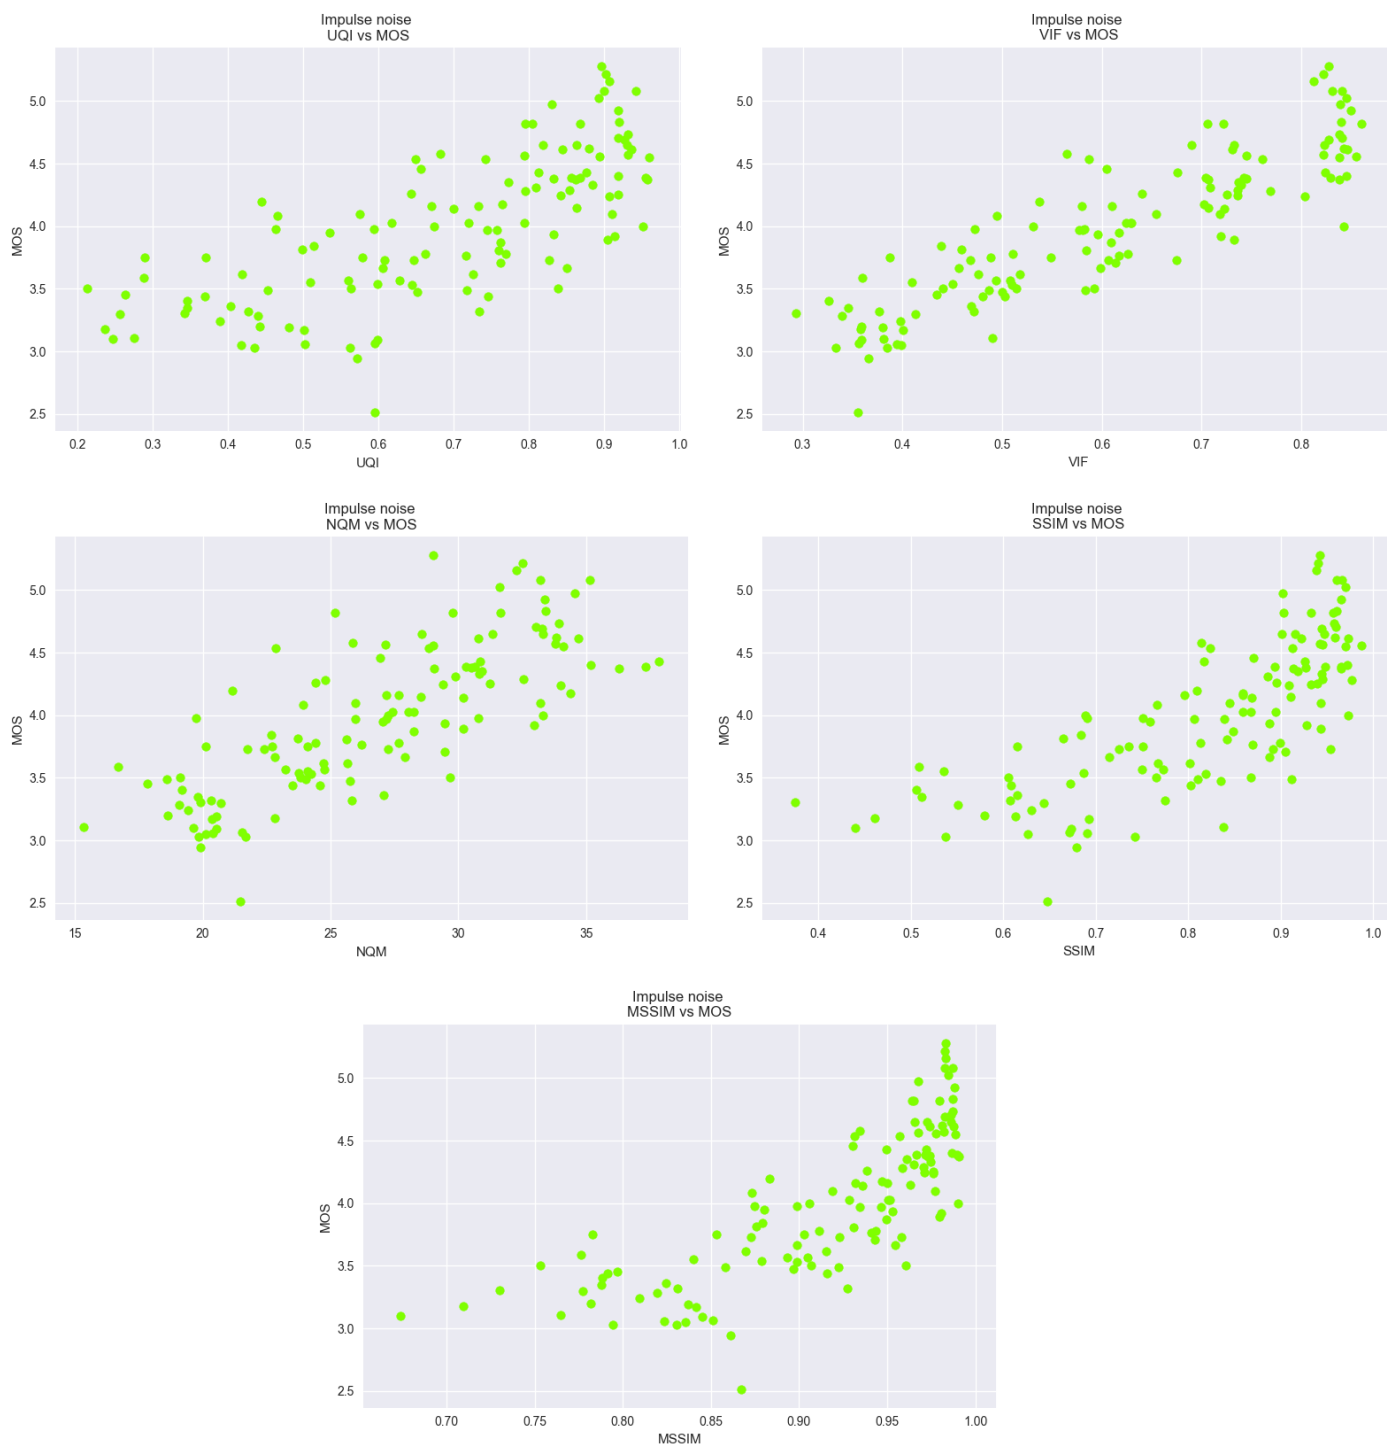 Impulse noise
UQI vs MOS
MOS
5.0
4.5
4.0
3.5
3.0
2.5
0.2 0.3 0.4 0.5 0.6 0.7 0.8 0.9 1.0
UQI
Impulse noise
VIF vs MOS
MOS
5.0
4.5
4.0
3.5
3.0
2.5
0.3 0.4 0.5 0.6 0.7 0.8
VIF
Impulse noise
NQM vs MOS
MOS
5.0
4.5
4.0
3.5
3.0
2.5
15 20 25 30 35
NQM
Impulse noise
SSIM vs MOS
MOS
5.0
4.5
4.0
3.5
3.0
2.5
0.4 0.5 0.6 0.7 0.8 0.9 1.0
SSIM
Impulse noise
MSSIM vs MOS
MOS
5.0
4.5
4.0
3.5
3.0
2.5
0.70 0.75 0.80 0.85 0.90 0.95 1.00
MSSIM